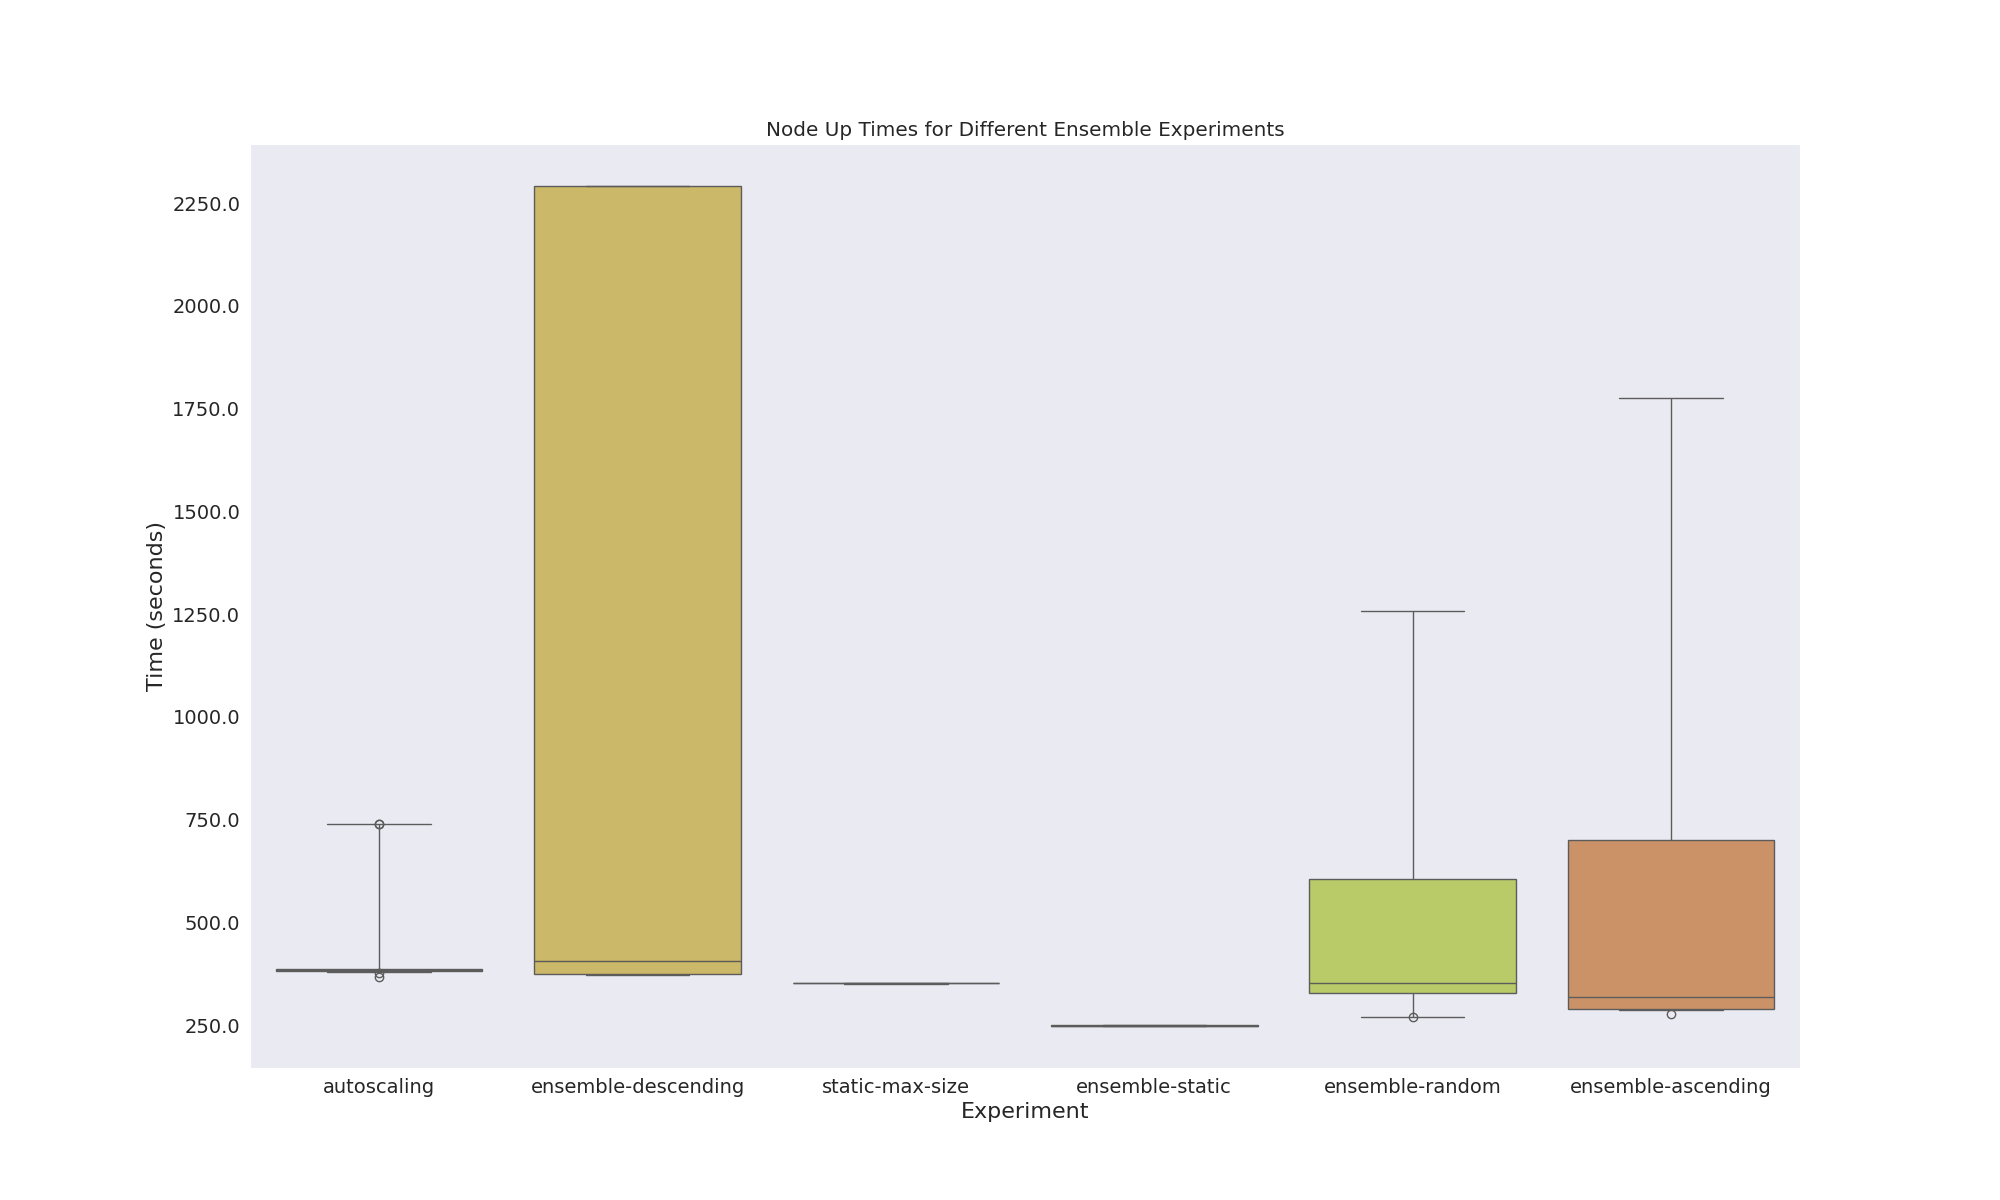 Node Up Times for Different Ensemble Experiments
2250.0
2000.0
1750.0
1500.0
1250.0
1000.0
750.0
500.0
250.0
Time (seconds)
autoscaling
ensemble-descending
static-max-size
ensemble-static
ensemble-random
ensemble-ascending
Experiment